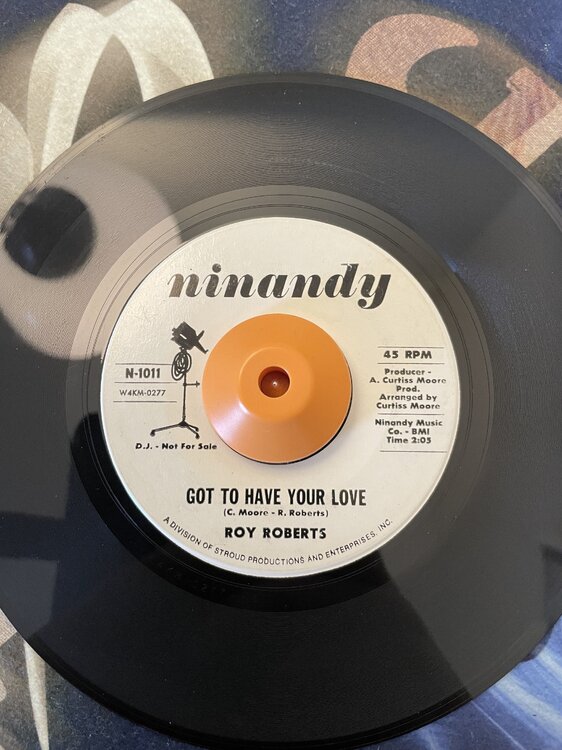 ninandy
N-1011
W4KM-0277
D.J. - Not For Sale
45 RPM
Producer -
A. Curtiss Moore
Prod.
Arranged by
Curtiss Moore
Ninandy Music
Co. - BMI
Time 2:05
GOT TO HAVE YOUR LOVE
(C. Moore - R. Roberts)
ROY ROBERTS
A DIVISION OF STROUD PRODUCTIONS AND ENTERPRISES, INC.